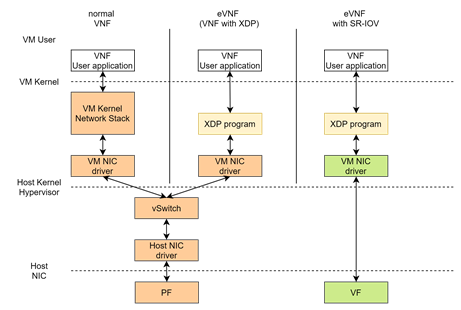 normal
VNF
eVNF
(VNF with XDP)
eVNF
with SR-IOV
VM User
VNF
User application
VNF
User application
VNF
User application
VM Kernel
VM Kernel
Network Stack
XDP program
XDP program
VM NIC
driver
VM NIC
driver
VM NIC
driver
Host Kernel
Hypervisor
vSwitch
Host NIC
driver
Host
NIC
PF
VF